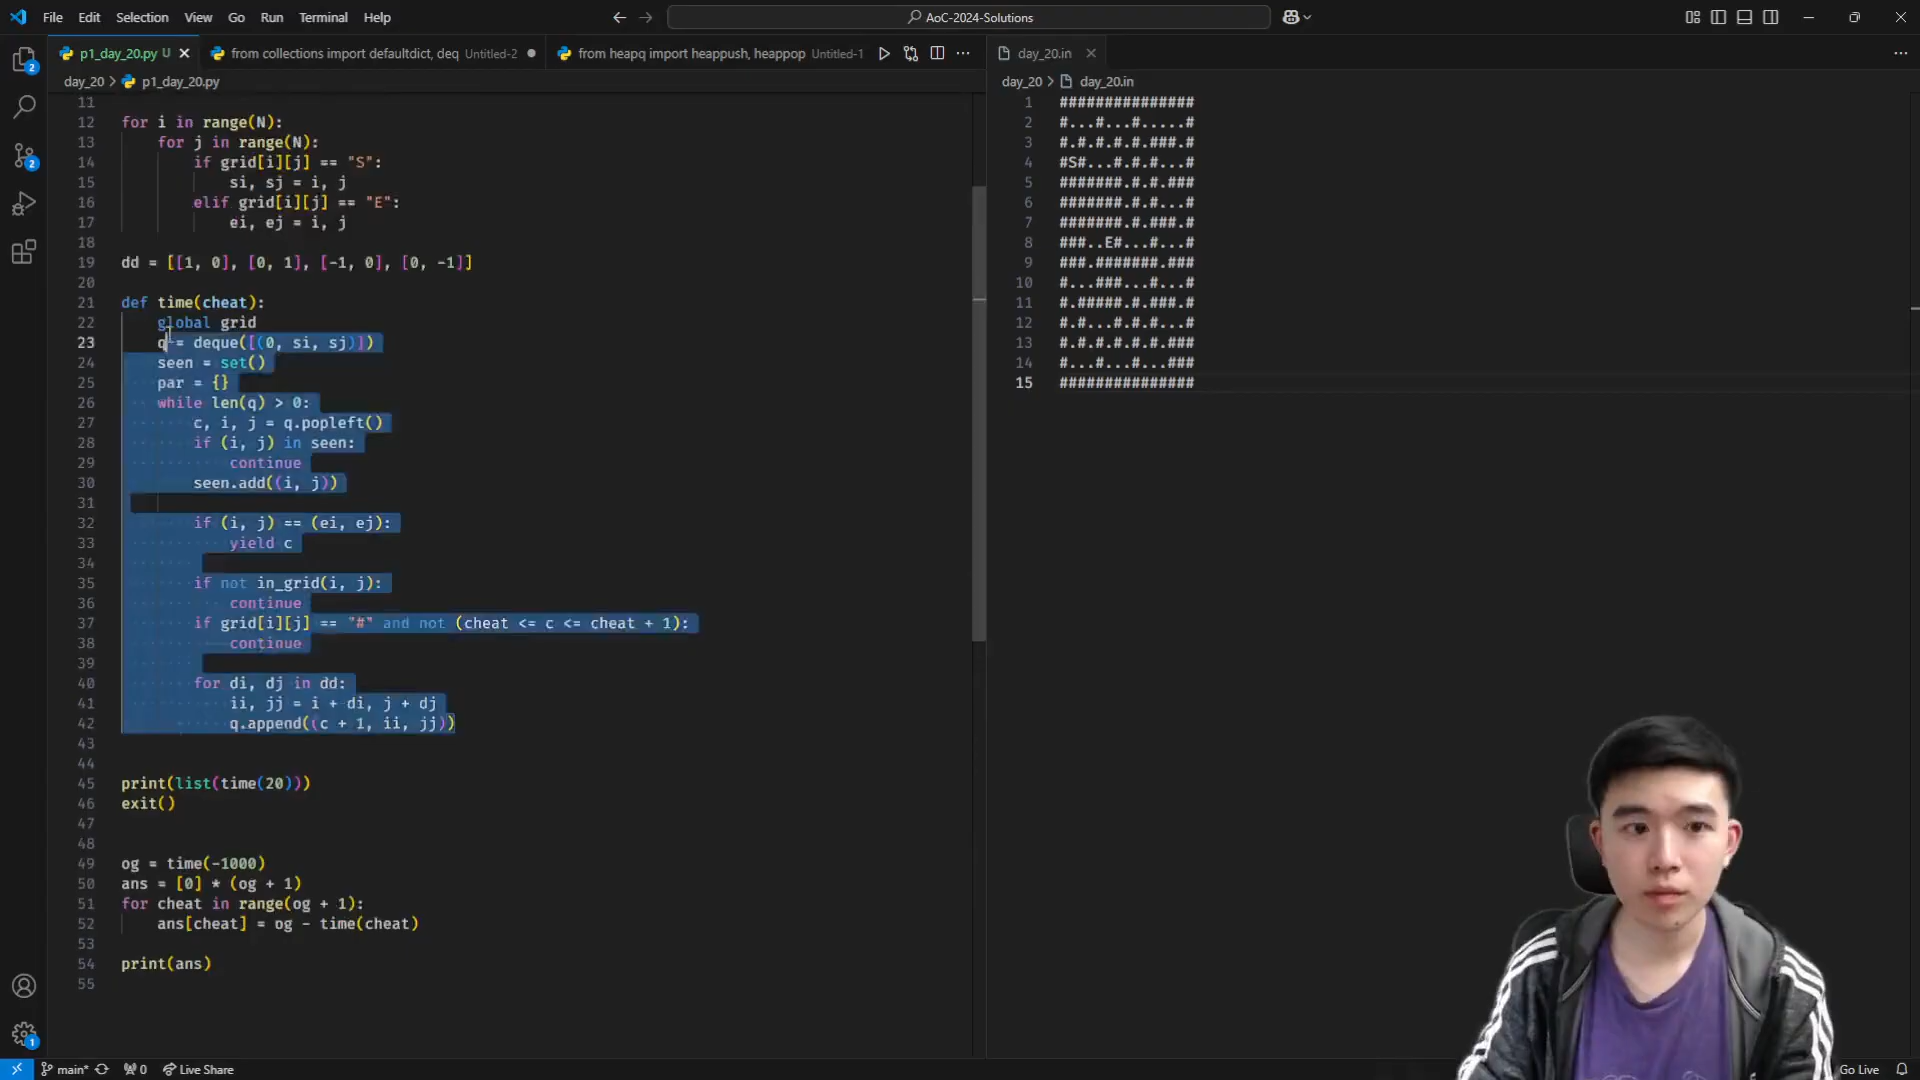 File Edit Selection View Go Run Terminal Help
AoC-2024-Solutions
p1_day_20.py U
from collections import defaultdict, deq Untitled-2
from heapq import heappush, heappop Untitled-1
day_20.in
day_20 > p1_day_20.py
day_20 > day_20.in
11
12 for i in range(N):
13 for j in range(N):
14 if grid[i][j] == "S":
15 si, sj = i, j
16 elif grid[i][j] == "E":
17 ei, ej = i, j
18
19 dd = [[1, 0], [0, 1], [-1, 0], [0, -1]]
20
21 def time(cheat):
22 global grid
23 q = deque([(0, si, sj)])
24 seen = set()
25 par = {}
26 while len(q) > 0:
27 c, i, j = q.popleft()
28 if (i, j) in seen:
29 continue
30 seen.add((i, j))
31
32 if (i, j) == (ei, ej):
33 yield c
34
35 if not in_grid(i, j):
36 continue
37 if grid[i][j] == "#" and not (cheat <= c <= cheat + 1):
38 continue
39
40 for di, dj in dd:
41 ii, jj = i + di, j + dj
42 q.append((c + 1, ii, jj))
43
44
45 print(list(time(20)))
46 exit()
47
48
49 og = time(-1000)
50 ans = [0] * (og + 1)
51 for cheat in range(og + 1):
52 ans[cheat] = og - time(cheat)
53
54 print(ans)
55
1 ###############
2 #...#...#.....#
3 #.#.#.#.#.###.#
4 #S#...#.#.#...#
5 #######.#.#.###
6 #######.#.#...#
7 #######.#.###.#
8 ###..E#...#...#
9 ###.#######.###
10 #...###...#...#
11 #.#####.#.###.#
12 #.#...#.#.#...#
13 #.#.#.#.#.#.###
14 #...#...#...###
15 ###############
2
2
1
main* 0 Live Share
Go Live